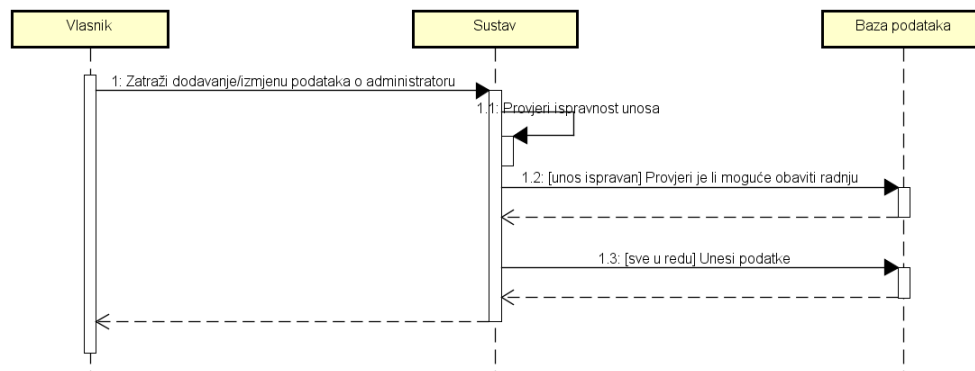 Vlasnik
Sustav
Baza podataka
1: Zatraži dodavanje/izmjenu podataka o administratoru
1.1: Provjeri ispravnost unosa
1.2: [unos ispravan] Provjeri je li moguće obaviti radnju
1.3: [sve u redu] Unesi podatke